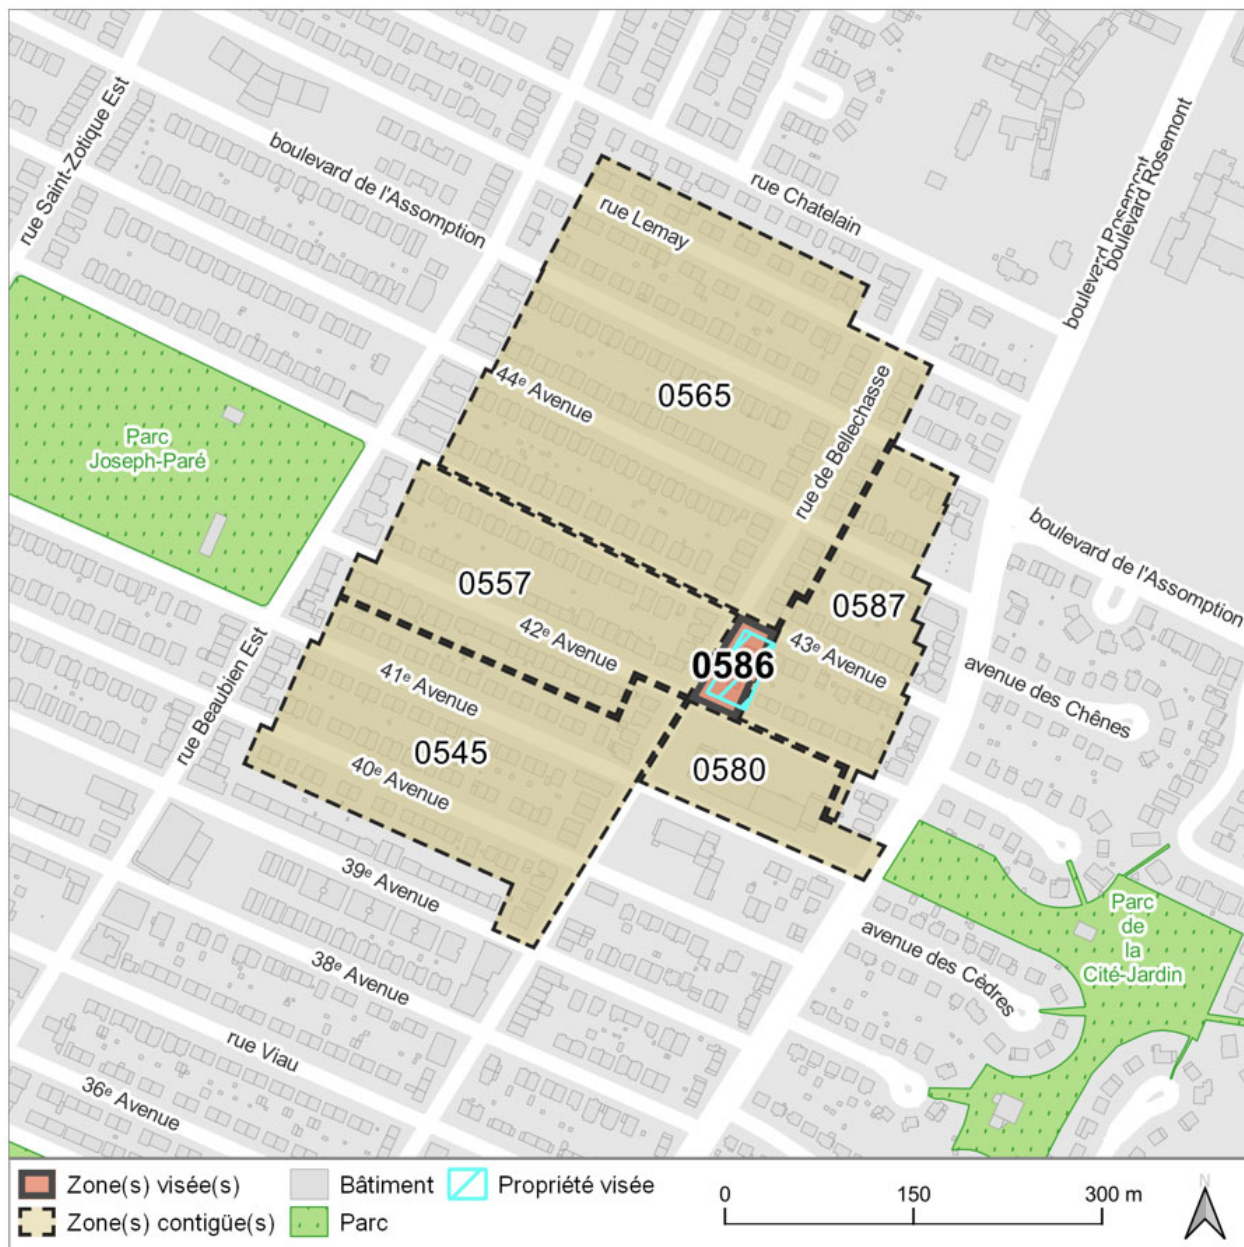 rue Saint-Zotique Est
boulevard de l'Assomption
rue Chatelain
boulevard Rosemont
boulevard Rosemont
rue Lemay
44e Avenue
0565
rue de Bellechasse
Parc
Joseph-Paré
boulevard de l'Assomption
0557
0587
42e Avenue
43e Avenue
0586
rue Beaubien Est
41e Avenue
avenue des Chênes
0545
0580
40e Avenue
39e Avenue
Parc
de
la
Cité-Jardin
38e Avenue
avenue des Cèdres
rue Viau
36e Avenue
Zone(s) visée(s)
Bâtiment
Propriété visée
Zone(s) contigüe(s)
Parc
0 150 300 m
N